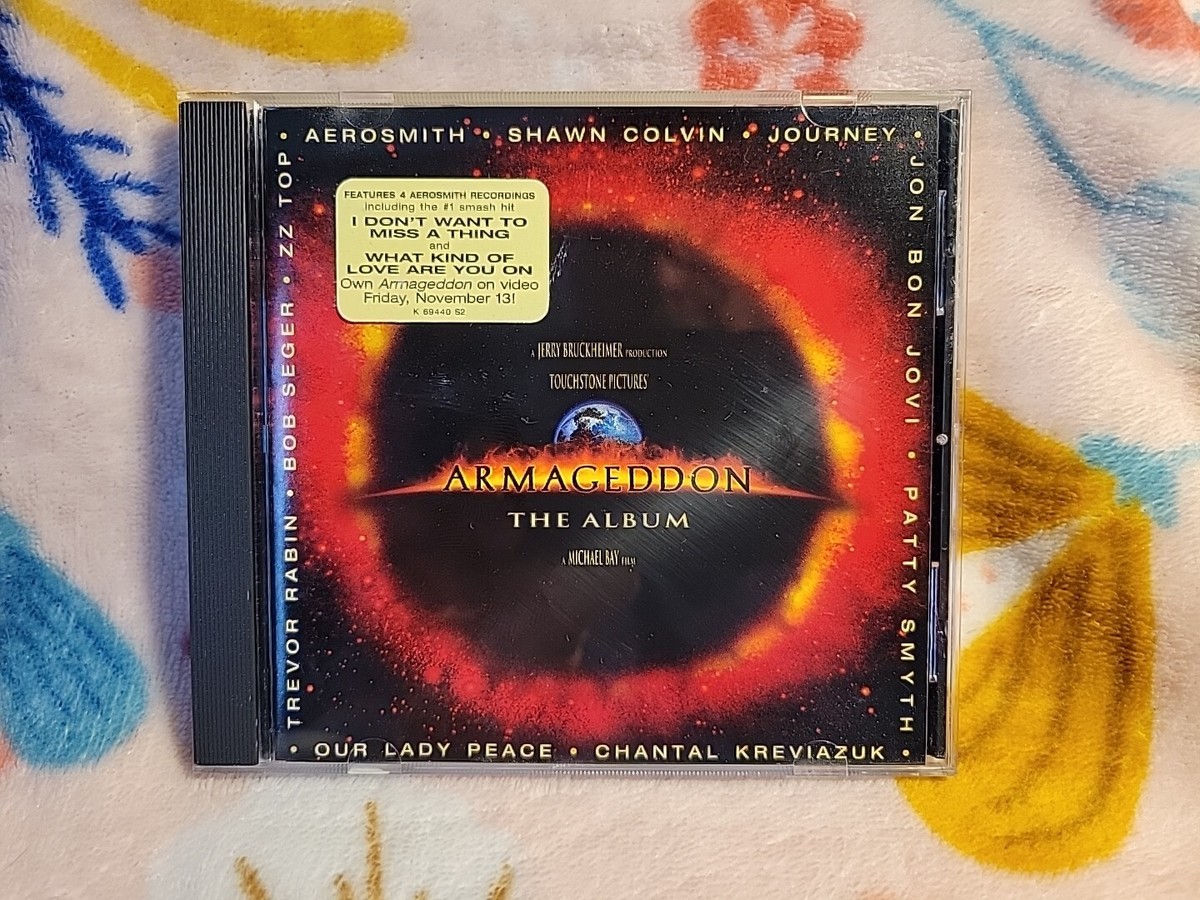 • AEROSMITH • SHAWN COLVIN • JOURNEY •
JON BON JOVI • PATTY SMYTH
• OUR LADY PEACE • CHANTAL KREVIAZUK •
TREVOR RABIN • BOB SEGER • ZZ TOP
FEATURES 4 AEROSMITH RECORDINGS
including the #1 smash hit
I DON'T WANT TO
MISS A THING
and
WHAT KIND OF
LOVE ARE YOU ON
Own Armageddon on video
Friday, November 13!
K 69440 S2
A JERRY BRUCKHEIMER PRODUCTION
TOUCHSTONE PICTURES
ARMAGEDDON
THE ALBUM
A MICHAEL BAY FILM